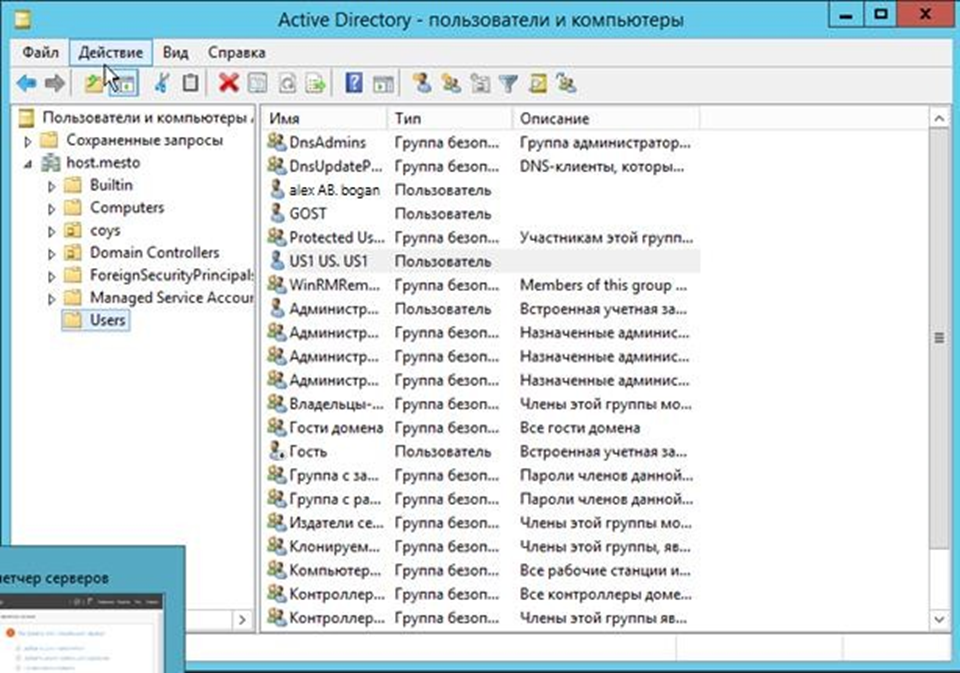 Active Directory - пользователи и компьютеры
Файл Действие Вид Справка
Пользователи и компьютеры
Сохраненные запросы
host.mesto
Builtin
Computers
coys
Domain Controllers
ForeignSecurityPrincipals
Managed Service Accour
Users
Имя Тип Описание
DnsAdmins Группа безоп... Группа администратор...
DnsUpdateP... Группа безоп... DNS-клиенты, которы...
alex AB. bogan Пользователь
GOST Пользователь
Protected Us... Группа безоп... Участникам этой групп...
US1 US. US1 Пользователь
WinRMRem... Группа безоп... Members of this group ...
Администр... Пользователь Встроенная учетная за...
Администр... Группа безоп... Назначенные админис...
Администр... Группа безоп... Назначенные админис...
Администр... Группа безоп... Назначенные админис...
Владельцы-... Группа безоп... Члены этой группы мо...
Гости домена Группа безоп... Все гости домена
Гость Пользователь Встроенная учетная за...
Группа с за... Группа безоп... Пароли членов данной...
Группа с ра... Группа безоп... Пароли членов данной...
Издатели се... Группа безоп... Члены этой группы мо...
Клонируем... Группа безоп... Члены этой группы, яв...
Компьютер... Группа безоп... Все рабочие станции и...
Контроллер... Группа безоп... Все контроллеры доме...
Контроллер... Группа безоп... Члены этой группы яв...
петчер серверов